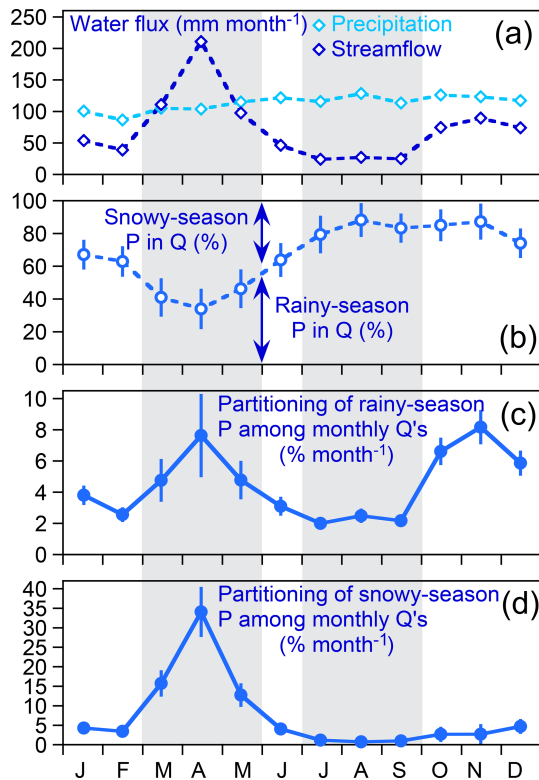 Water flux (mm month-1)
Precipitation
Streamflow
(a)
250
200
150
100
50
0
Snowy-season
P in Q (%)
Rainy-season
P in Q (%)
(b)
100
80
60
40
20
0
Partitioning of rainy-season
P among monthly Q's
(% month-1)
(c)
10
8
6
4
2
0
Partitioning of snowy-season
P among monthly Q's
(% month-1)
(d)
40
35
30
25
20
15
10
5
0
J F M A M J J A S O N D